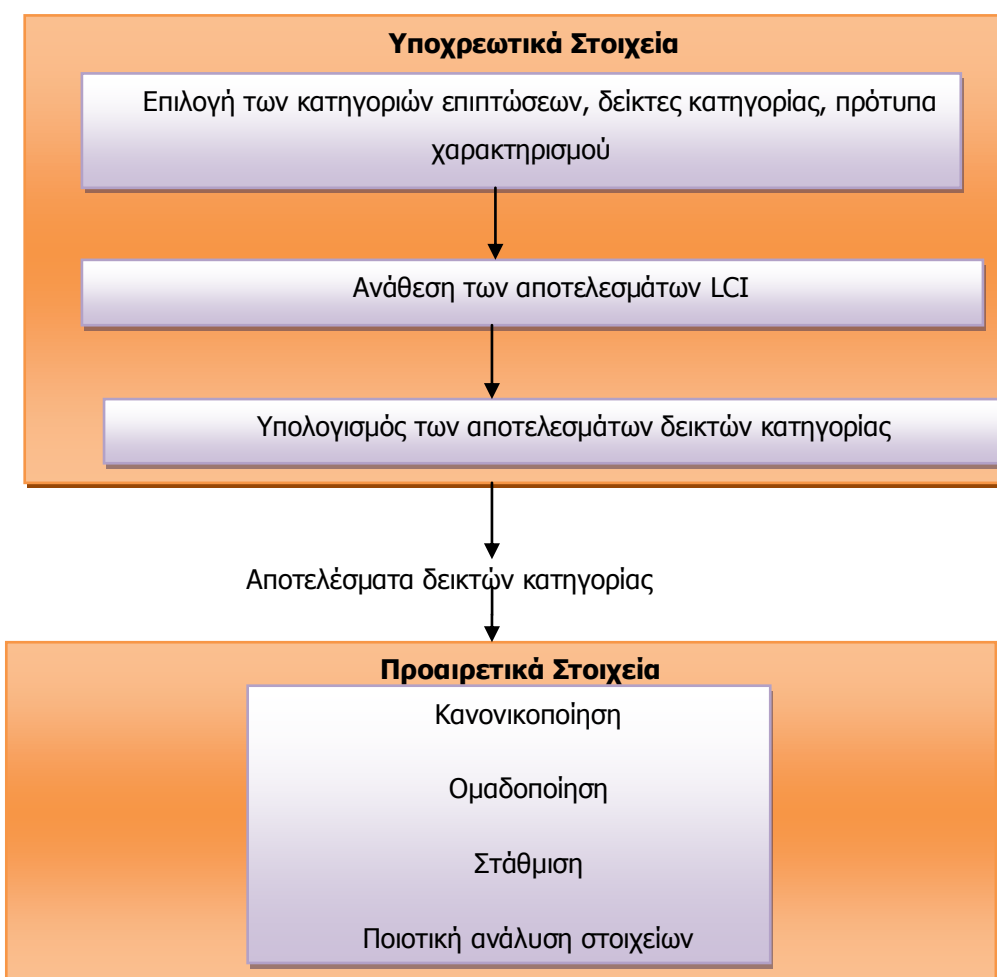 Υποχρεωτικά Στοιχεία
Επιλογή των κατηγοριών επιπτώσεων, δείκτες κατηγορίας, πρότυπα
χαρακτηρισμού
Ανάθεση των αποτελεσμάτων LCI
Υπολογισμός των αποτελεσμάτων δεικτών κατηγορίας
Αποτελέσματα δεικτών κατηγορίας
Προαιρετικά Στοιχεία
Κανονικοποίηση
Ομαδοποίηση
Στάθμιση
Ποιοτική ανάλυση στοιχείων